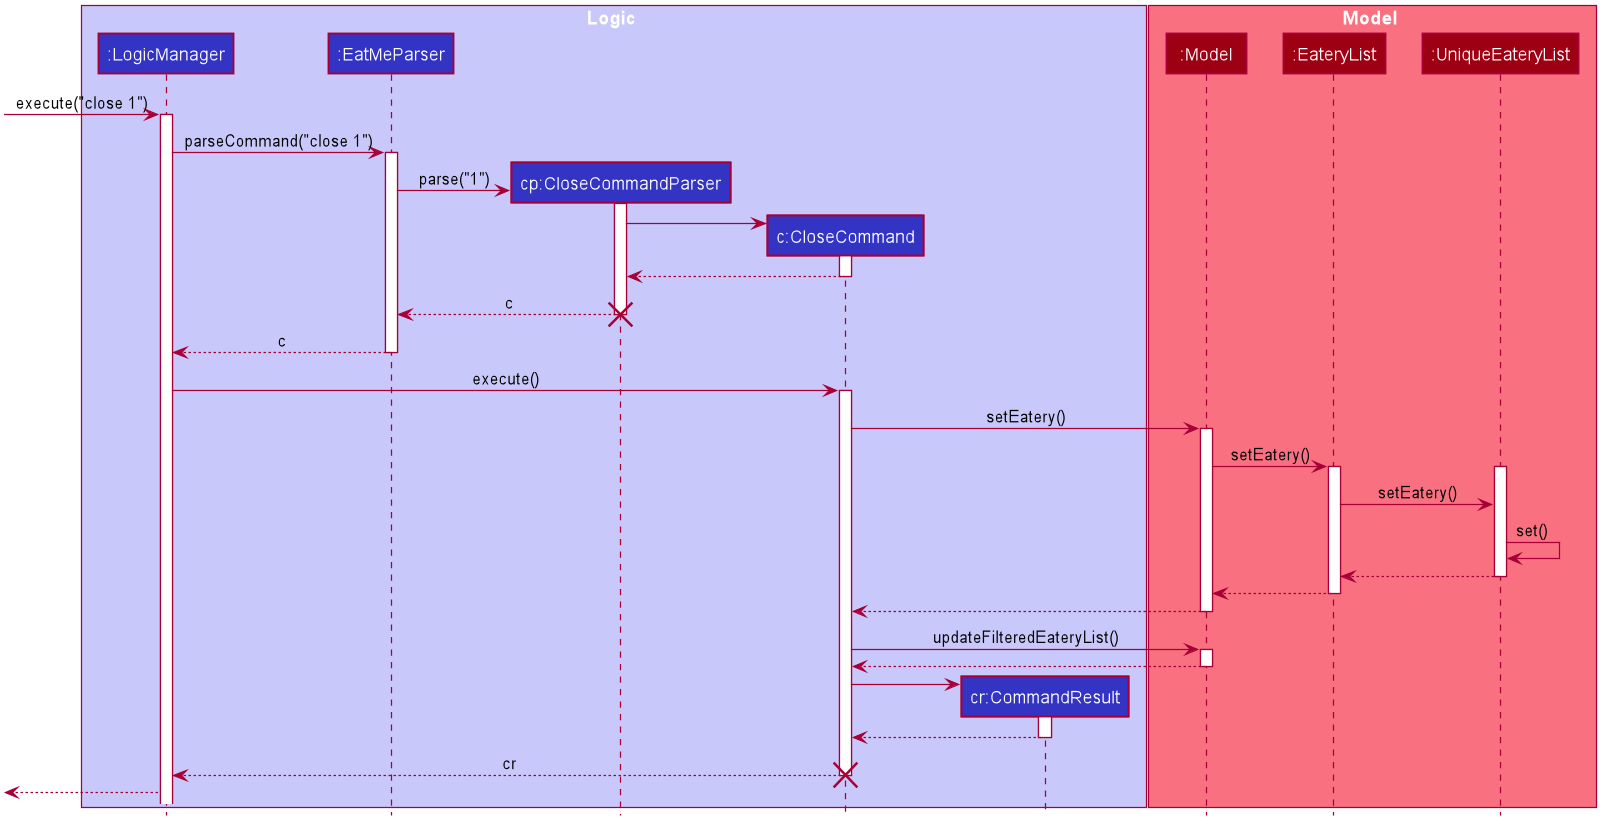 Logic
Model
:LogicManager
:EatMeParser
:Model
:EateryList
:UniqueEateryList
execute("close 1")
parseCommand("close 1")
parse("1")
cp:CloseCommandParser
c:CloseCommand
c
c
execute()
setEatery()
setEatery()
setEatery()
set()
updateFilteredEateryList()
cr:CommandResult
cr